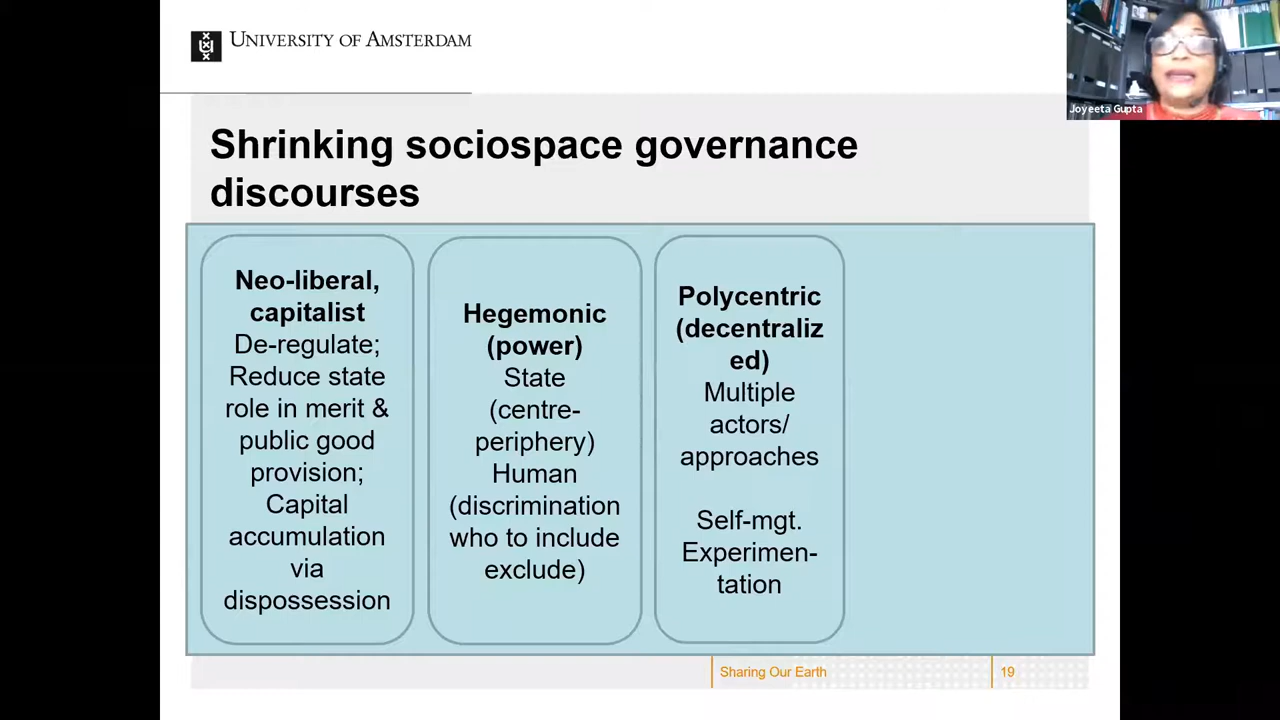 UNIVERSITY OF AMSTERDAM
Joyeeta Gupta
Shrinking sociospace governance
discourses
Neo-liberal,
capitalist
De-regulate;
Reduce state
role in merit &
public good
provision;
Capital
accumulation
via
dispossession
Hegemonic
(power)
State
(centre-
periphery)
Human
(discrimination
who to include
exclude)
Polycentric
(decentraliz
ed)
Multiple
actors/
approaches
Self-mgt.
Experimen-
tation
Sharing Our Earth
19